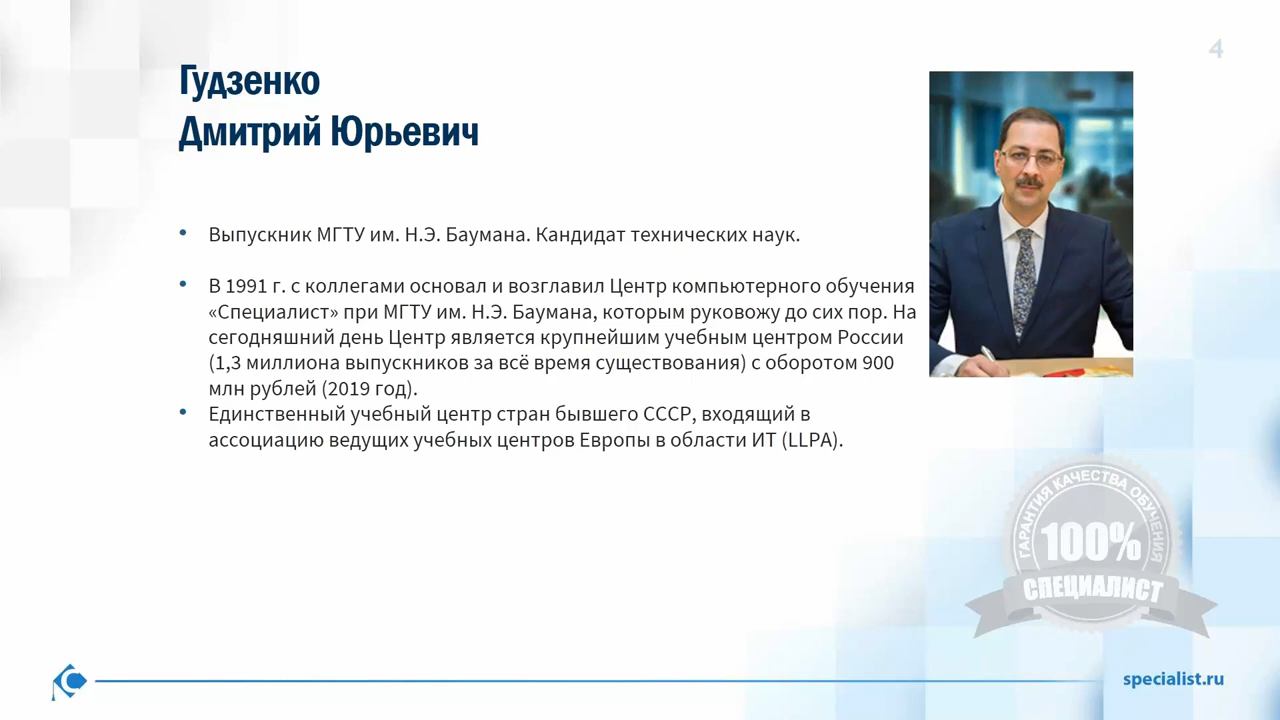 4
Гудзенко
Дмитрий Юрьевич
• Выпускник МГТУ им. Н.Э. Баумана. Кандидат технических наук.
• В 1991 г. с коллегами основал и возглавил Центр компьютерного обучения
«Специалист» при МГТУ им. Н.Э. Баумана, которым руковожу до сих пор. На
сегодняшний день Центр является крупнейшим учебным центром России
(1,3 миллиона выпускников за всё время существования) с оборотом 900
млн рублей (2019 год).
• Единственный учебный центр стран бывшего СССР, входящий в
ассоциацию ведущих учебных центров Европы в области ИТ (LLPA).
ГАРАНТИЯ КАЧЕСТВА ОБУЧЕНИЯ
100%
СПЕЦИАЛИСТ
specialist.ru